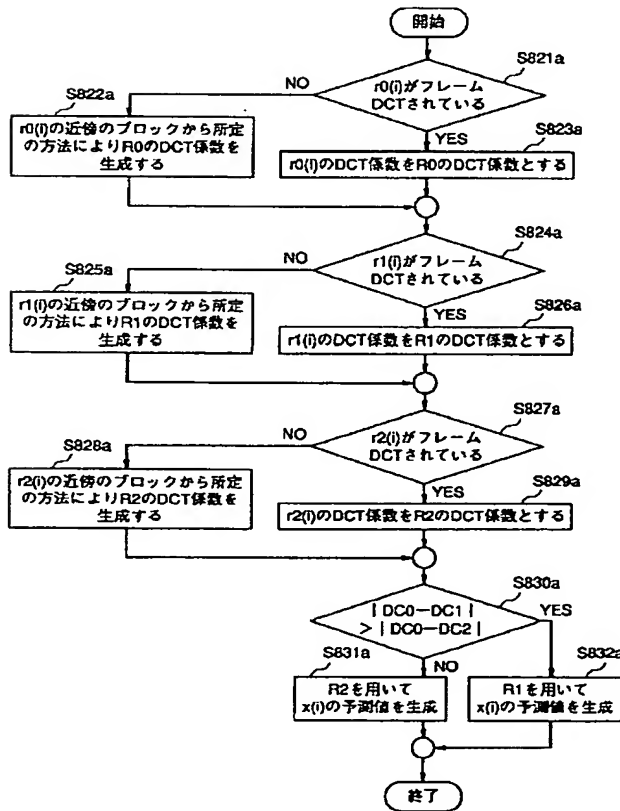 開始
S821a
r0(i)がフレーム
DCTされている
NO
YES
S822a
r0(i)の近傍のブロックから所定
の方法によりR0のDCT係数を
生成する
S823a
r0(i)のDCT係数をR0のDCT係数とする
S824a
r1(i)がフレーム
DCTされている
NO
YES
S825a
r1(i)の近傍のブロックから所定
の方法によりR1のDCT係数を
生成する
S826a
r1(i)のDCT係数をR1のDCT係数とする
S827a
r2(i)がフレーム
DCTされている
NO
YES
S828a
r2(i)の近傍のブロックから所定
の方法によりR2のDCT係数を
生成する
S829a
r2(i)のDCT係数をR2のDCT係数とする
S830a
|DC0-DC1|
>|DC0-DC2|
YES
NO
S831a
R2を用いて
x(i)の予測値を生成
S832a
R1を用いて
x(i)の予測値を生成
終了